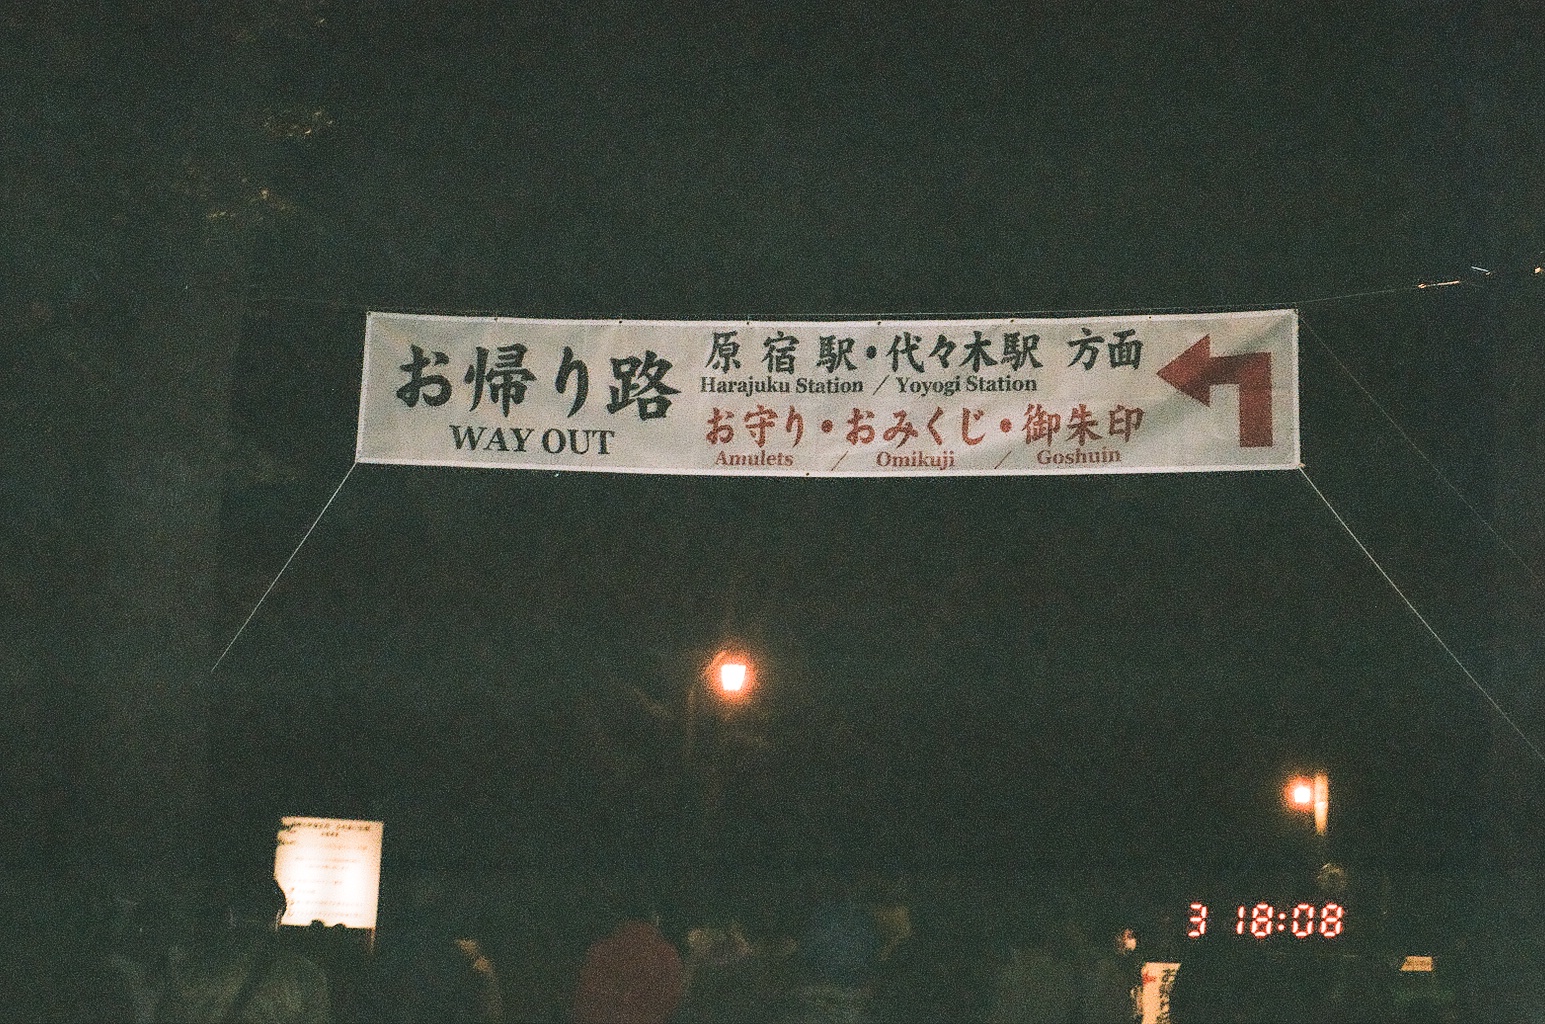 お帰り路
WAY OUT
原宿駅・代々木駅 方面
Harajuku Station / Yoyogi Station
お守り・おみくじ・御朱印
Amulets / Omikuji / Goshuin
3 18:08
お